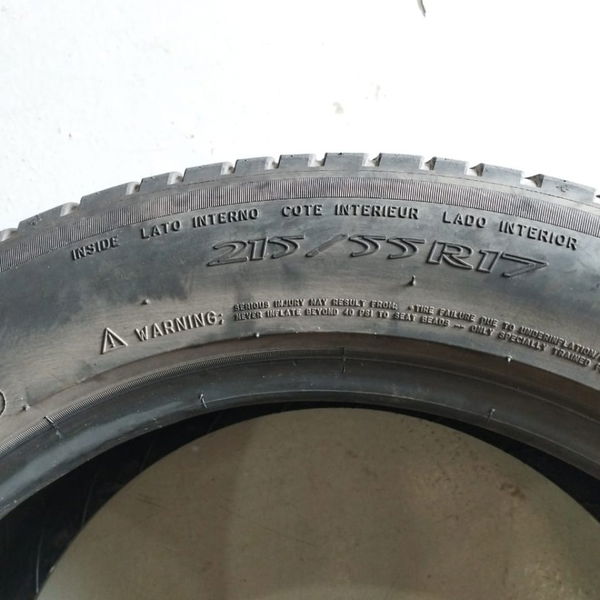 INSIDE LATO INTERNO COTE INTERIEUR LADO INTERIOR
215/55R17
WARNING: SERIOUS INJURY MAY RESULT FROM: •TIRE FAILURE DUE TO UNDERINFLATION/
NEVER INFLATE BEYOND 40 PSI TO SEAT BEADS — ONLY SPECIALLY TRAINED